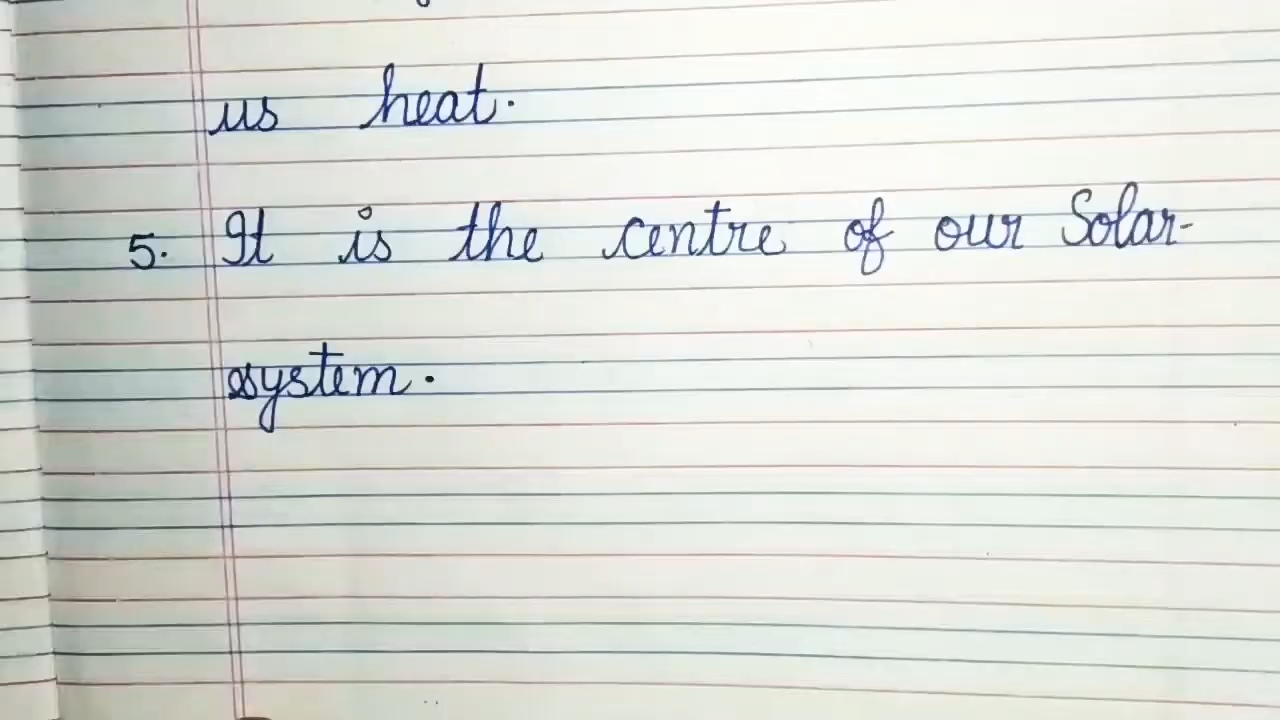 us heat.
5. It is the centre of our Solar-
system.